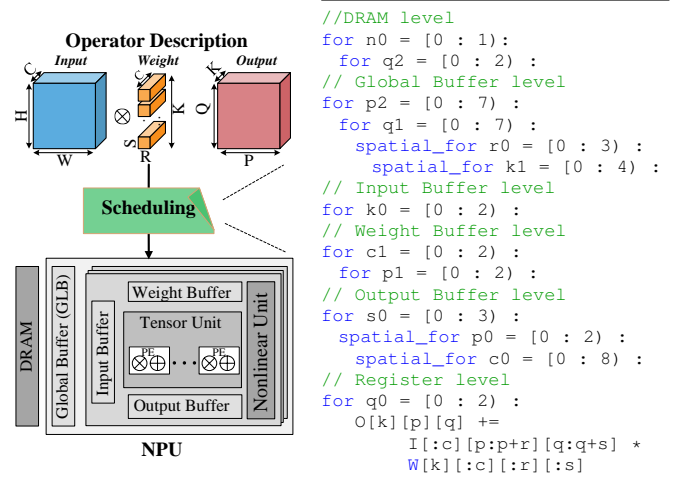 Operator Description
Input
Weight
Output
C
H
W
⊗
C
S
R
K
K
Q
P
Scheduling
DRAM
Global Buffer (GLB)
Input Buffer
Weight Buffer
Tensor Unit
PE
PE
Output Buffer
Nonlinear Unit
NPU
//DRAM level
for n0 = [0 : 1):
for q2 = [0 : 2) :
// Global Buffer level
for p2 = [0 : 7) :
for q1 = [0 : 7) :
spatial_for r0 = [0 : 3) :
spatial_for k1 = [0 : 4) :
// Input Buffer level
for k0 = [0 : 2) :
// Weight Buffer level
for c1 = [0 : 2) :
for p1 = [0 : 2) :
// Output Buffer level
for s0 = [0 : 3) :
spatial_for p0 = [0 : 2) :
spatial_for c0 = [0 : 8) :
// Register level
for q0 = [0 : 2) :
O[k][p][q] +=
I[:c][p:p+r][q:q+s] *
W[k][:c][:r][:s]